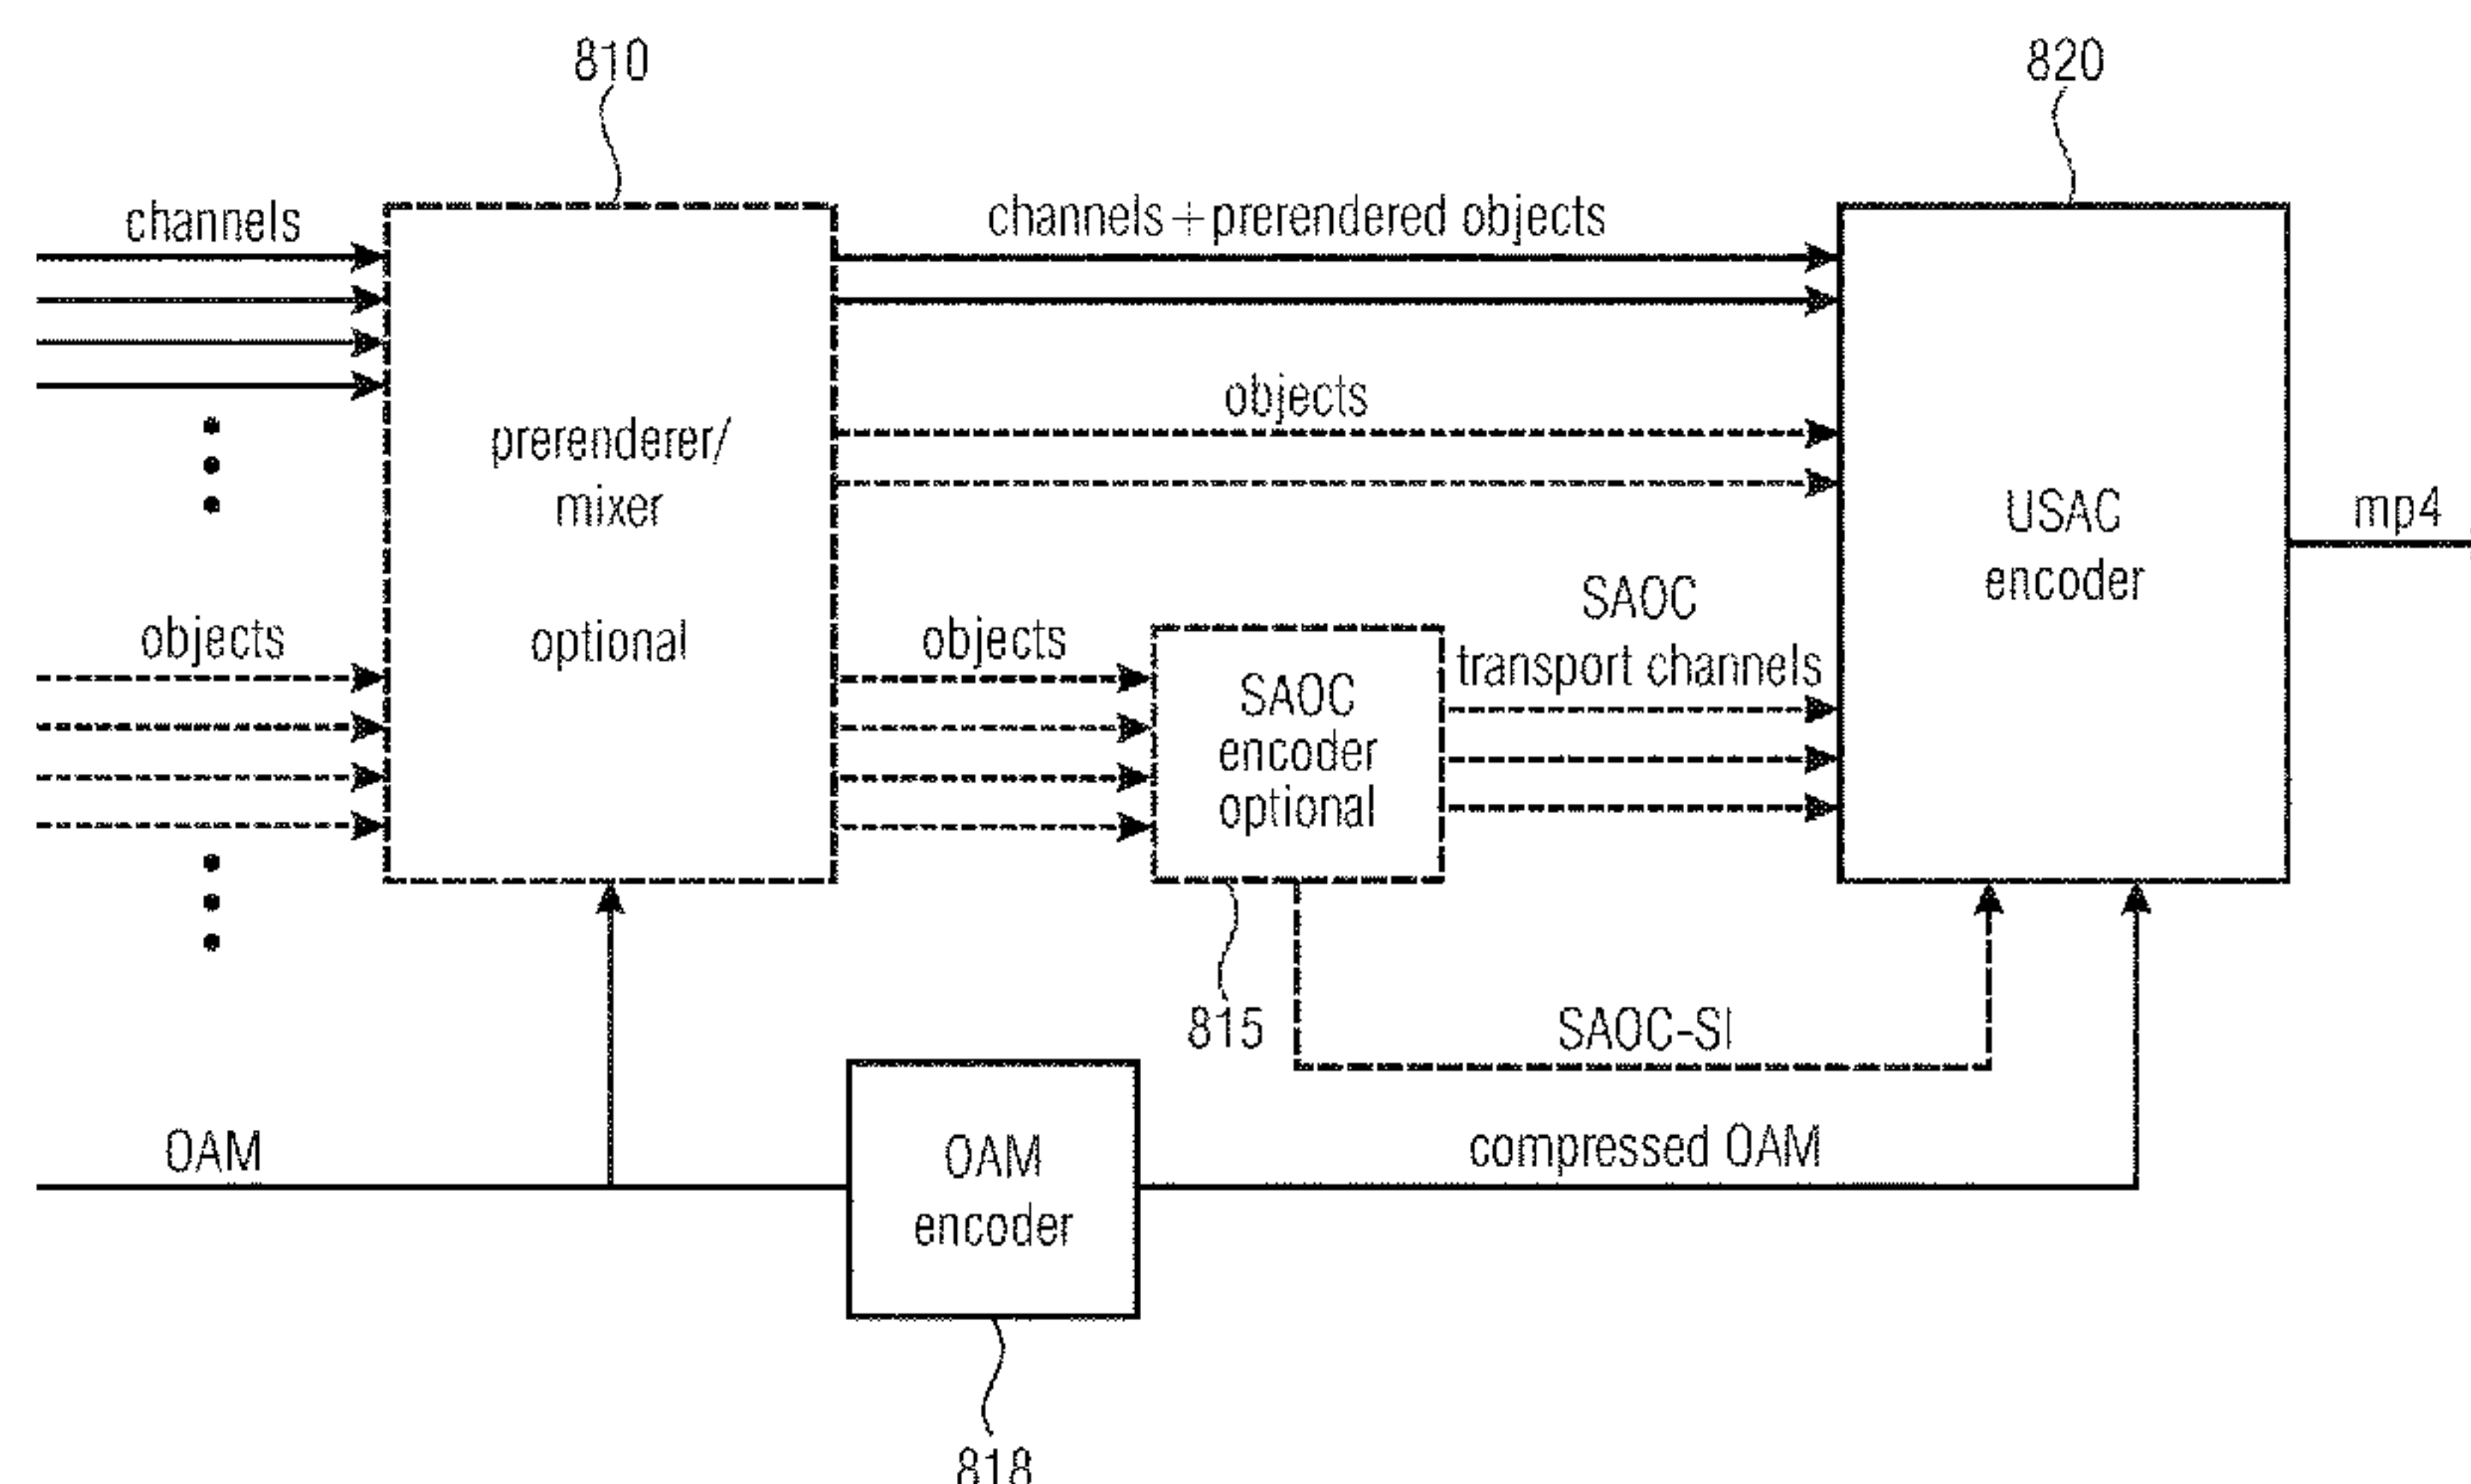 810
820
channels
channels+prerendered objects
objects
prerenderer/
mixer
optional
USAC
encoder
mp4
objects
objects
SAOC
transport channels
SAOC
encoder
optional
815
SAOC-SI
OAM
OAM
encoder
compressed OAM
818